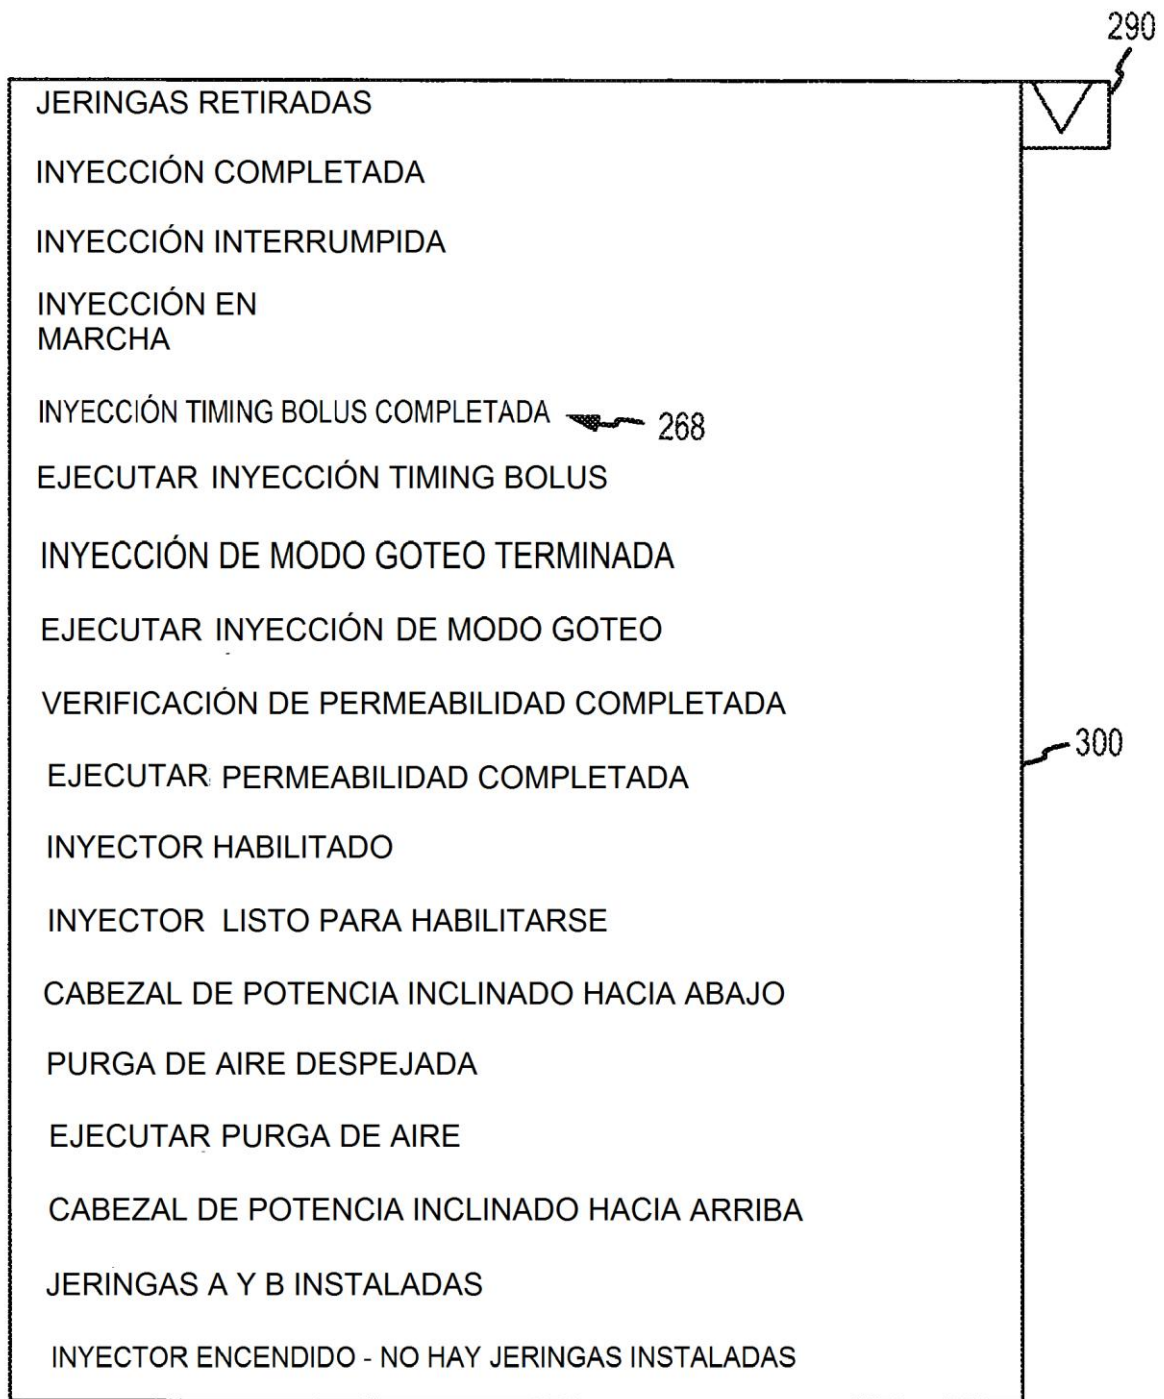 290
JERINGAS RETIRADAS
INYECCIÓN COMPLETADA
INYECCIÓN INTERRUMPIDA
INYECCIÓN EN
MARCHA
INYECCIÓN TIMING BOLUS COMPLETADA
268
EJECUTAR INYECCIÓN TIMING BOLUS
INYECCIÓN DE MODO GOTEO TERMINADA
EJECUTAR INYECCIÓN DE MODO GOTEO
VERIFICACIÓN DE PERMEABILIDAD COMPLETADA
300
EJECUTAR PERMEABILIDAD COMPLETADA
INYECTOR HABILITADO
INYECTOR LISTO PARA HABILITARSE
CABEZAL DE POTENCIA INCLINADO HACIA ABAJO
PURGA DE AIRE DESPEJADA
EJECUTAR PURGA DE AIRE
CABEZAL DE POTENCIA INCLINADO HACIA ARRIBA
JERINGAS A Y B INSTALADAS
INYECTOR ENCENDIDO - NO HAY JERINGAS INSTALADAS